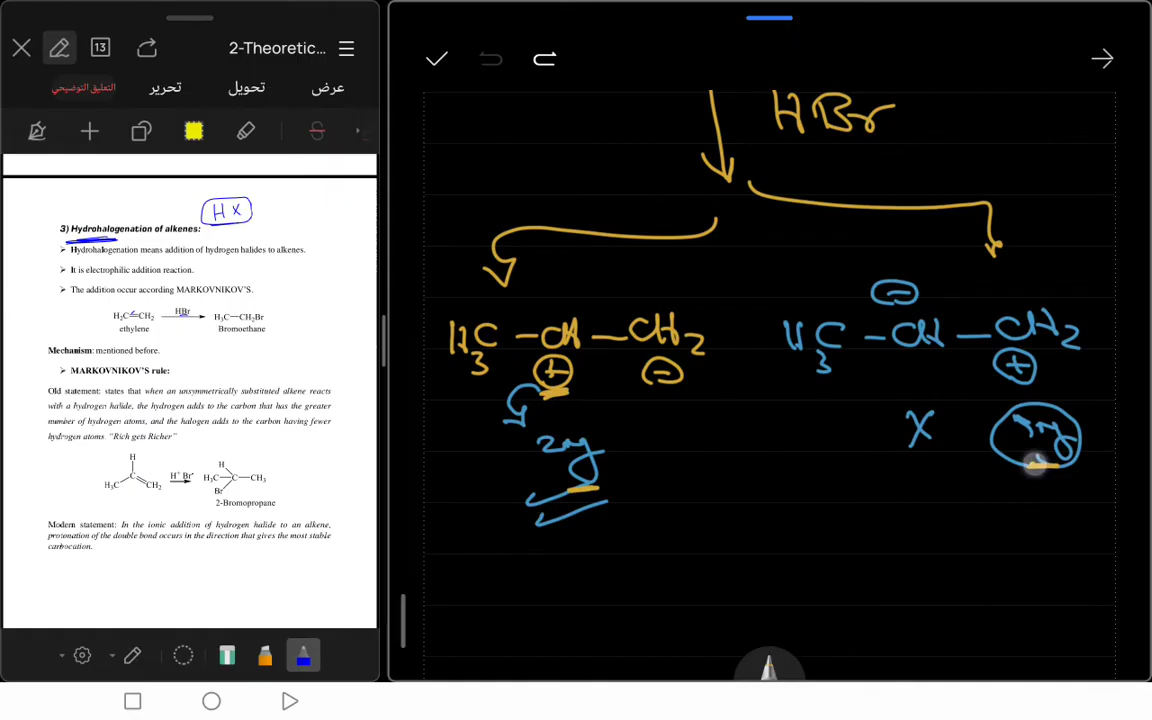 2-Theoretic...
13
عرض
تحويل
تحرير
التعليق التوضيحي
H X
3) Hydrohalogenation of alkenes:
➢ Hydrohalogenation means addition of hydrogen halides to alkenes.
➢ It is electrophilic addition reaction.
➢ The addition occur according MARKOVNIKOV'S.
H₂C=CH₂ HBr H₃C—CH₂Br
ethylene Bromoethane
Mechanism: mentioned before.
➢ MARKOVNIKOV'S rule:
Old statement: states that when an unsymmetrically substituted alkene reacts
with a hydrogen halide, the hydrogen adds to the carbon that has the greater
number of hydrogen atoms, and the halogen adds to the carbon having fewer
hydrogen atoms. "Rich gets Richer"
H
H
H⁺ Br⁻
C
H₃C CH₂
H₃C—C—CH₃
Br
2-Bromopropane
Modern statement: In the ionic addition of hydrogen halide to an alkene,
protonation of the double bond occurs in the direction that gives the most stable
carbocation.
HBr
H₃C – CH — CH₂
+ −
2ry
−
H₃C – CH — CH₂
+
X